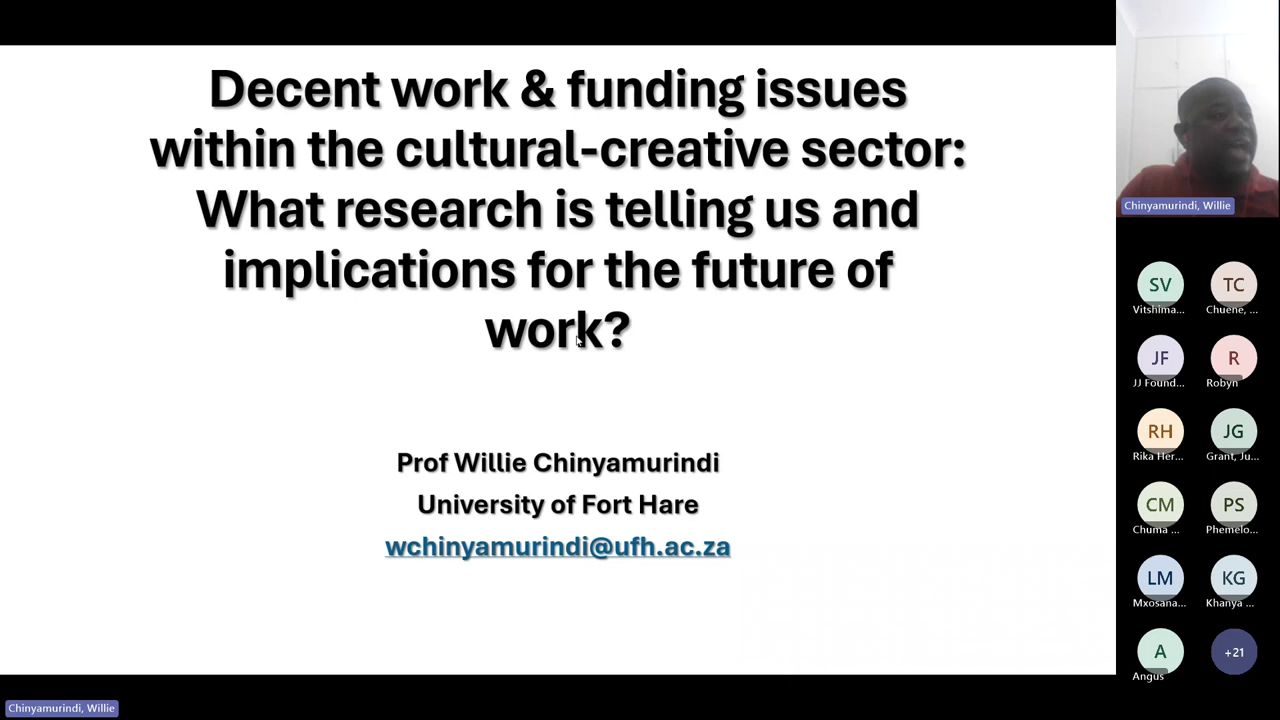 Decent work & funding issues
within the cultural-creative sector:
What research is telling us and
implications for the future of
work?
Prof Willie Chinyamurindi
University of Fort Hare
wchinyamurindi@ufh.ac.za
Chinyamurindi, Willie
SV
TC
Vitshima...
Chuene, ...
JF
R
JJ Found...
Robyn
RH
JG
Rika Her...
Grant, Ju...
CM
PS
Chuma ...
Phemelo...
LM
KG
Mxosana...
Khanya ...
A
+21
Angus
Chinyamurindi, Willie